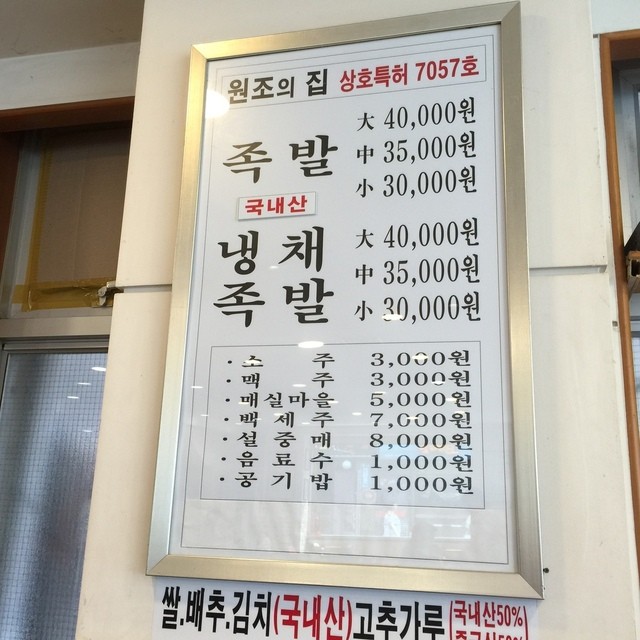 원조의 집 상호특허 7057호
족발
大 40,000원
中 35,000원
小 30,000원
국내산
냉채
족발
大 40,000원
中 35,000원
小 30,000원
·소 주 3,000원
·맥 주 3,000원
·매실마을 5,000원
·백세주 7,000원
·설중매 8,000원
·음료수 1,000원
·공기밥 1,000원
쌀.배추.김치(국내산)고추가루(국내산50%)